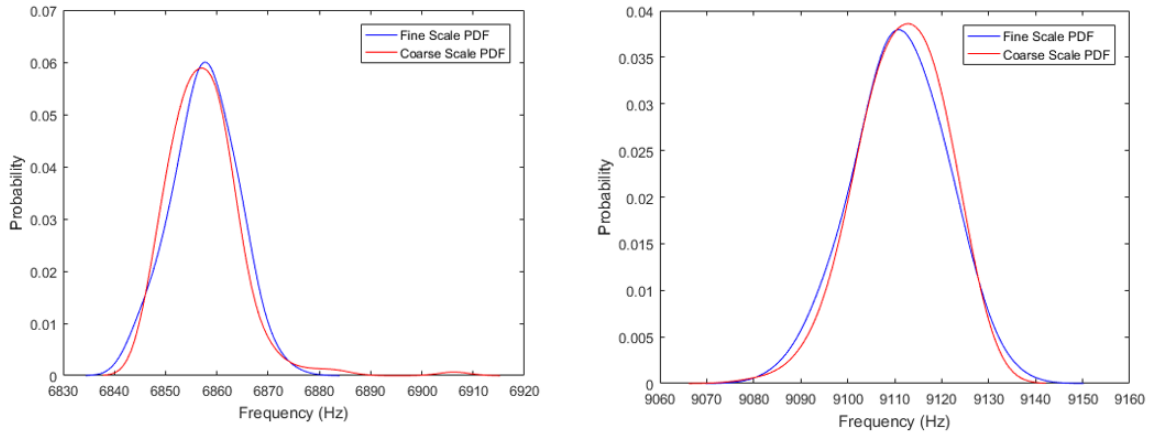 0.07
0.06
0.05
0.04
0.03
0.02
0.01
0
Probability
6830 6840 6850 6860 6870 6880 6890 6900 6910 6920
Frequency (Hz)
Fine Scale PDF
Coarse Scale PDF
0.04
0.035
0.03
0.025
0.02
0.015
0.01
0.005
0
Probability
9060 9070 9080 9090 9100 9110 9120 9130 9140 9150 9160
Frequency (Hz)
Fine Scale PDF
Coarse Scale PDF